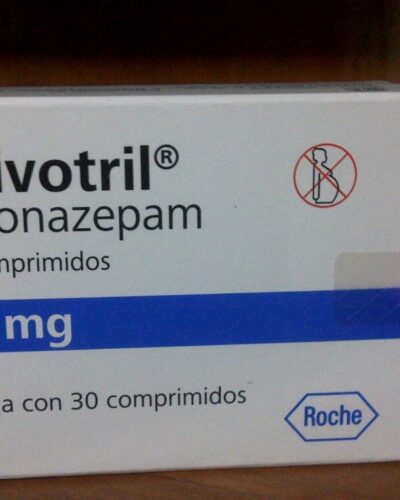 ivotril®
onazepam
mprimidos
mg
a con 30 comprimidos
Roche